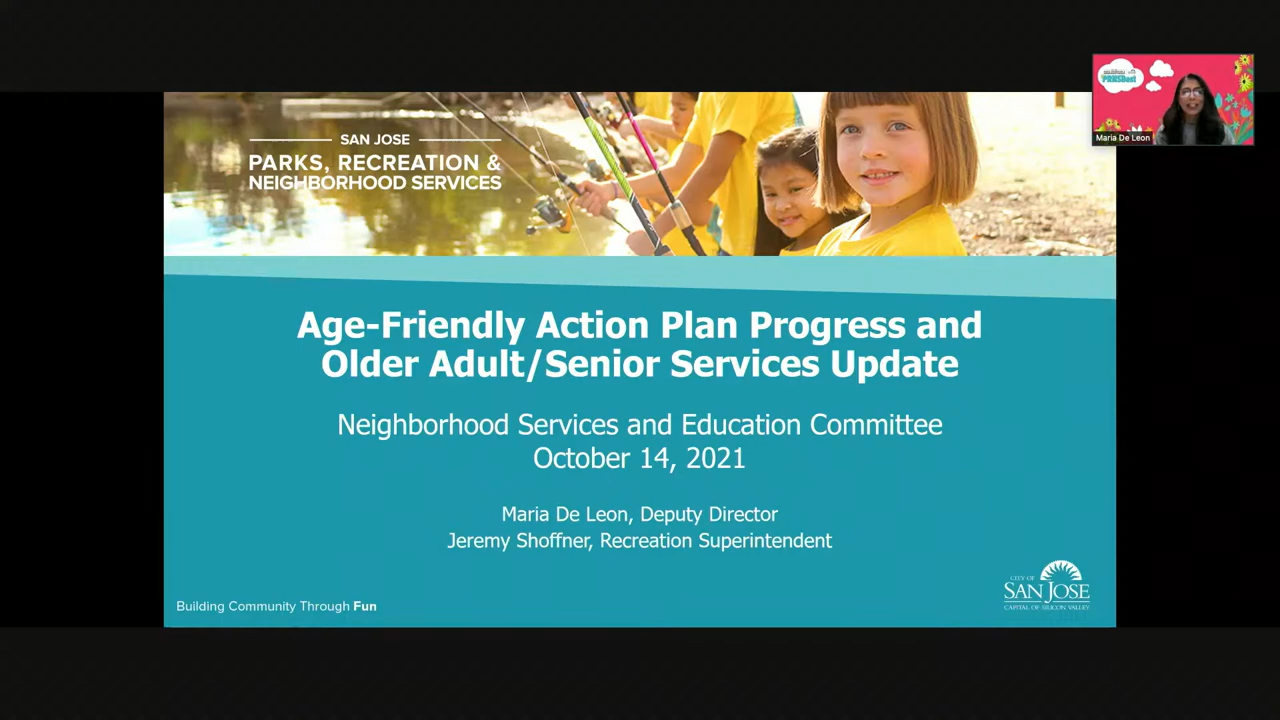 SAN JOSE
PARKS, RECREATION &
NEIGHBORHOOD SERVICES
PRNSBest
Maria De Leon
Age-Friendly Action Plan Progress and
Older Adult/Senior Services Update
Neighborhood Services and Education Committee
October 14, 2021
Maria De Leon, Deputy Director
Jeremy Shoffner, Recreation Superintendent
Building Community Through Fun
CITY OF
SAN JOSE
CAPITAL OF SILICON VALLEY